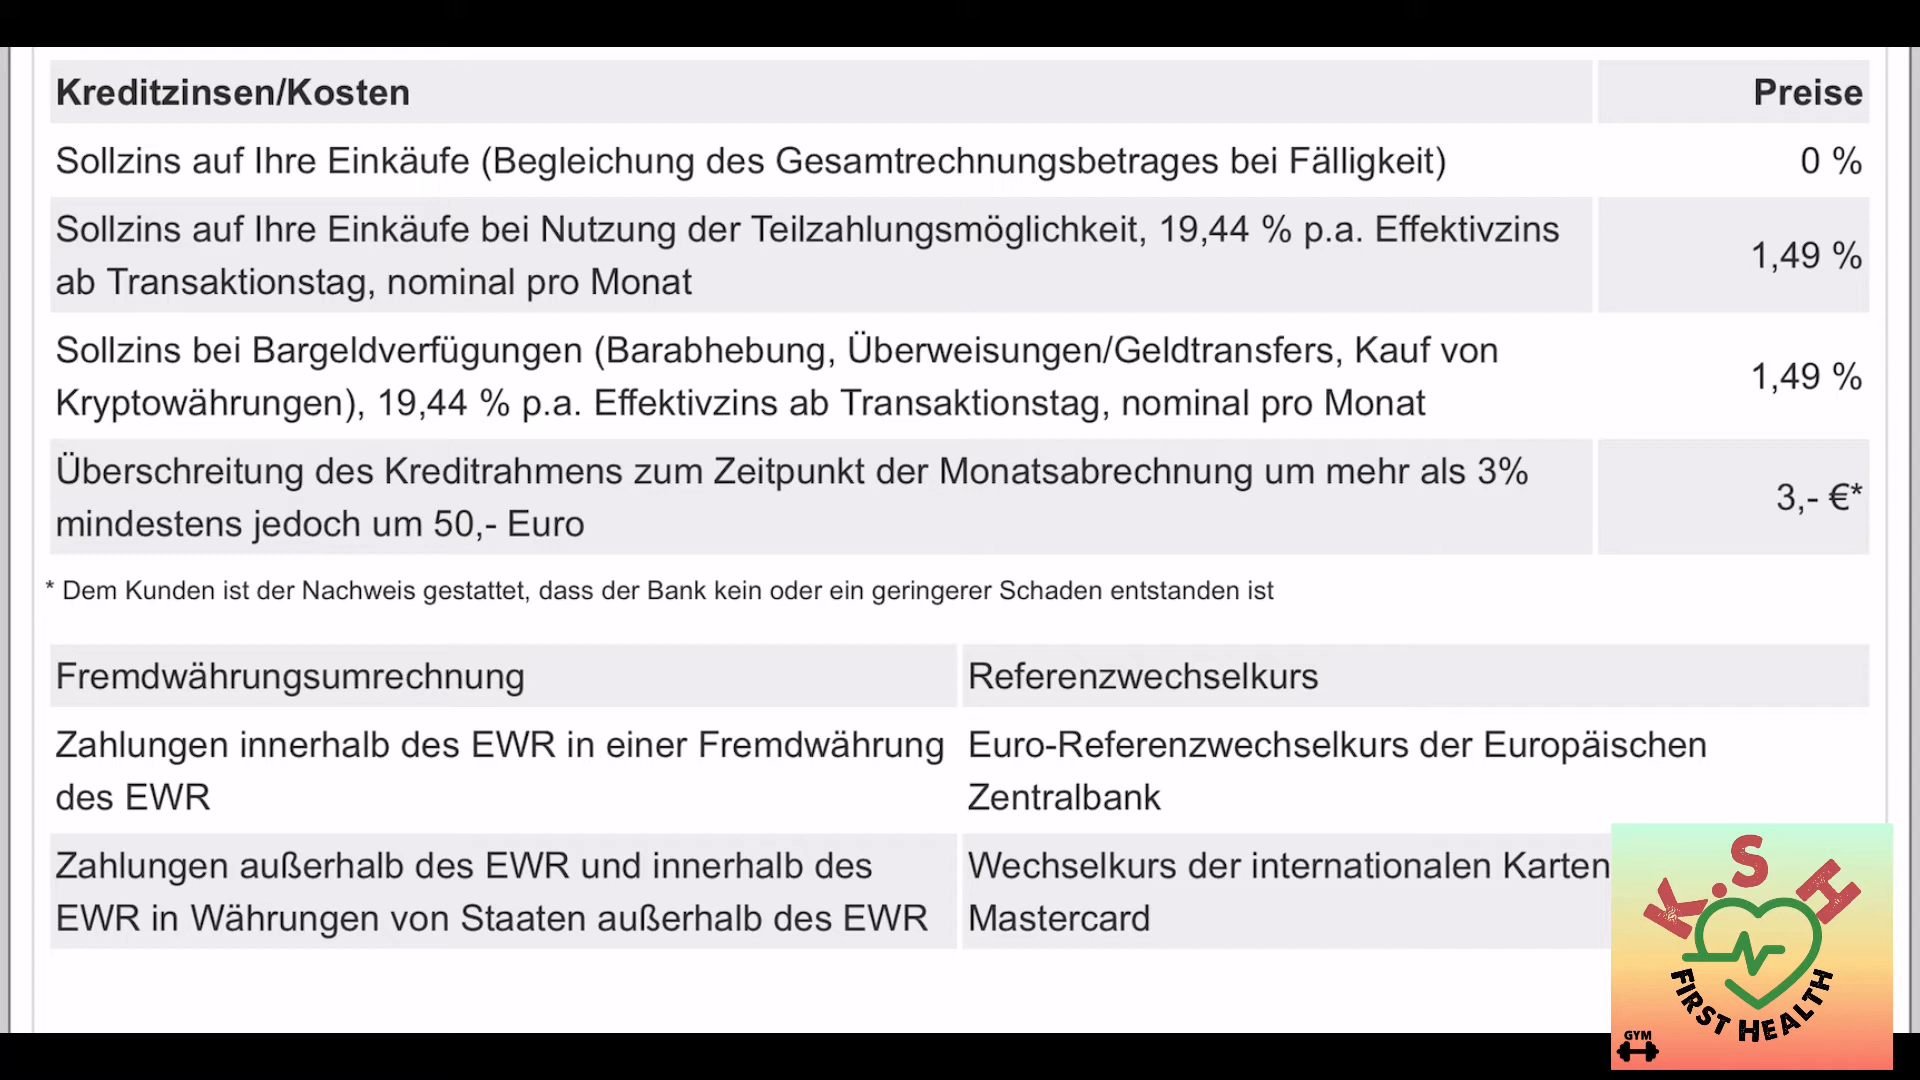 Kreditzinsen/Kosten Preise
Sollzins auf Ihre Einkäufe (Begleichung des Gesamtrechnungsbetrages bei Fälligkeit) 0 %
Sollzins auf Ihre Einkäufe bei Nutzung der Teilzahlungsmöglichkeit, 19,44 % p.a. Effektivzins
ab Transaktionstag, nominal pro Monat
1,49 %
Sollzins bei Bargeldverfügungen (Barabhebung, Überweisungen/Geldtransfers, Kauf von
Kryptowährungen), 19,44 % p.a. Effektivzins ab Transaktionstag, nominal pro Monat
1,49 %
Überschreitung des Kreditrahmens zum Zeitpunkt der Monatsabrechnung um mehr als 3%
mindestens jedoch um 50,- Euro
3,- €*
* Dem Kunden ist der Nachweis gestattet, dass der Bank kein oder ein geringerer Schaden entstanden ist
Fremdwährungsumrechnung
Referenzwechselkurs
Zahlungen innerhalb des EWR in einer Fremdwährung
des EWR
Euro-Referenzwechselkurs der Europäischen
Zentralbank
Zahlungen außerhalb des EWR und innerhalb des
EWR in Währungen von Staaten außerhalb des EWR
Wechselkurs der internationalen Karten
Mastercard
K.SH
FIRST HEALTH
GYM